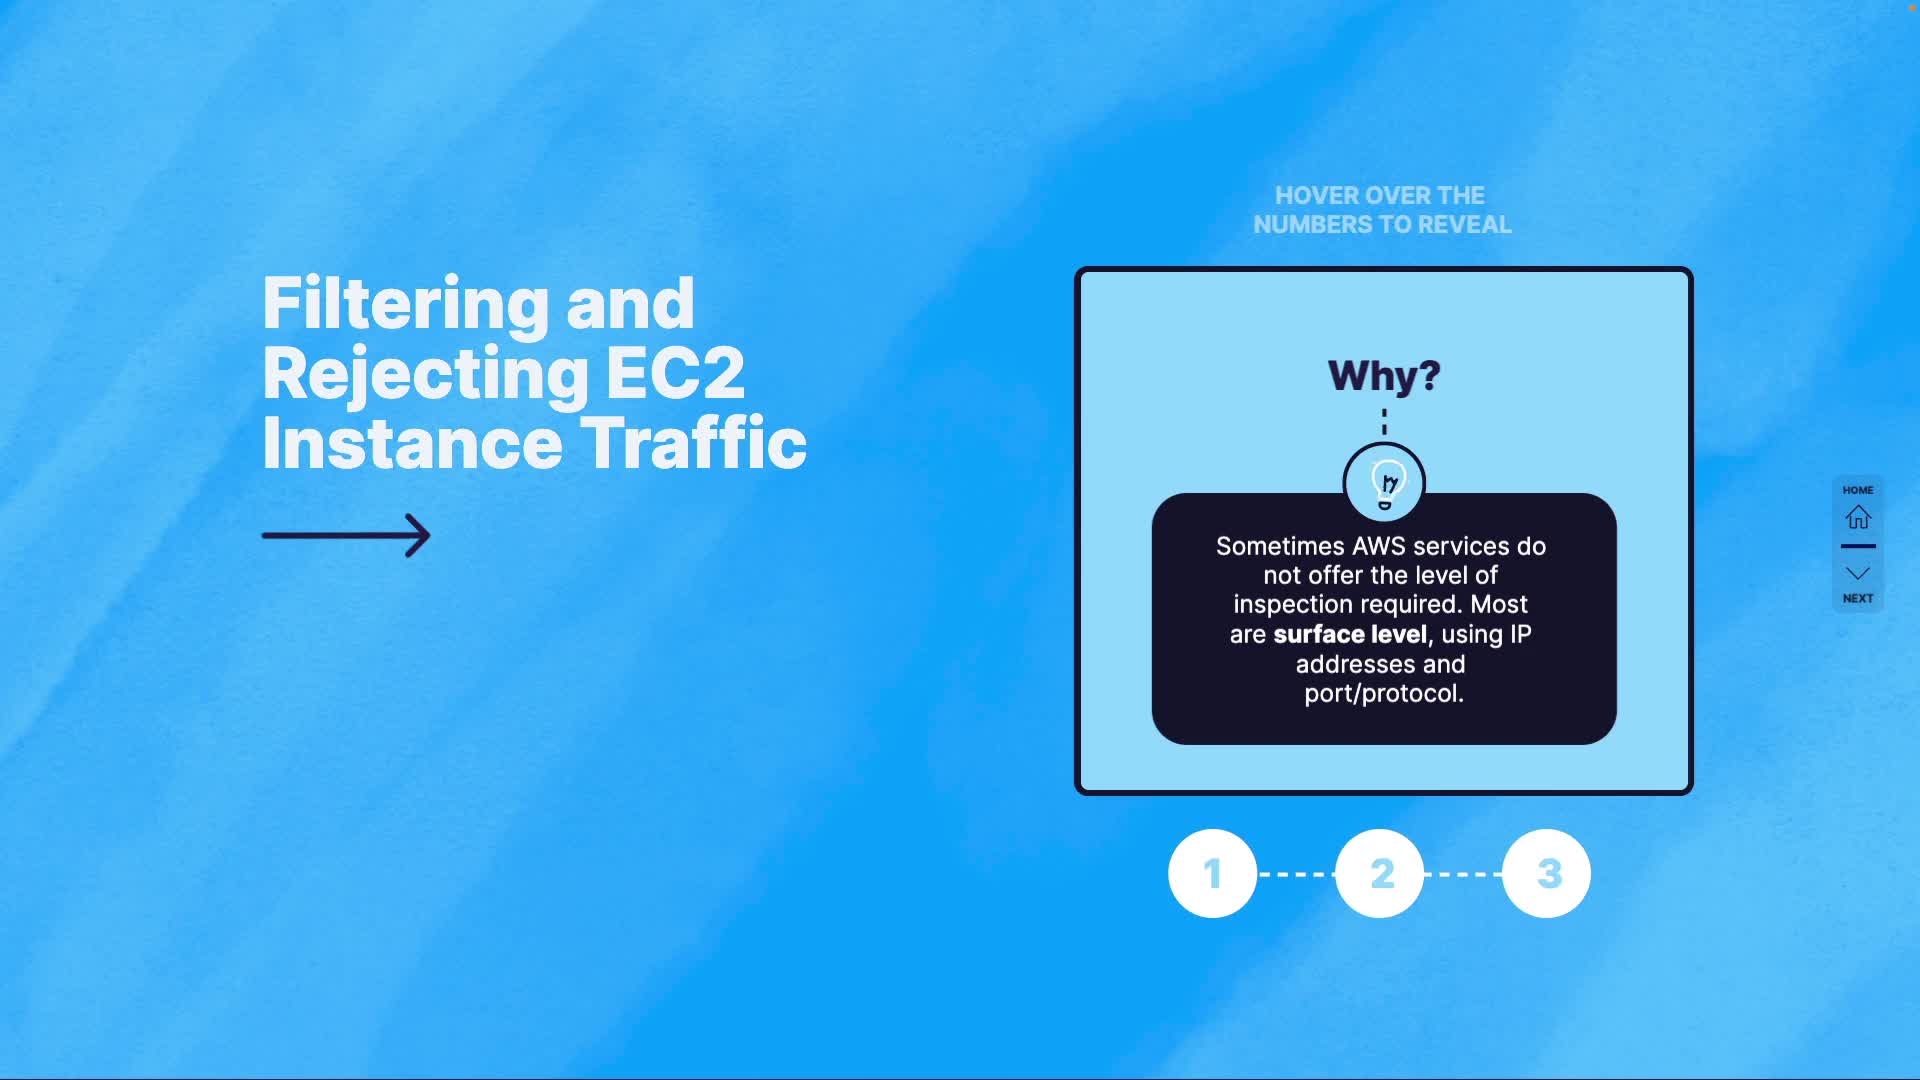 HOVER OVER THE
NUMBERS TO REVEAL
Filtering and
Rejecting EC2
Instance Traffic
Why?
Sometimes AWS services do
not offer the level of
inspection required. Most
are surface level, using IP
addresses and
port/protocol.
1
2
3
HOME
NEXT